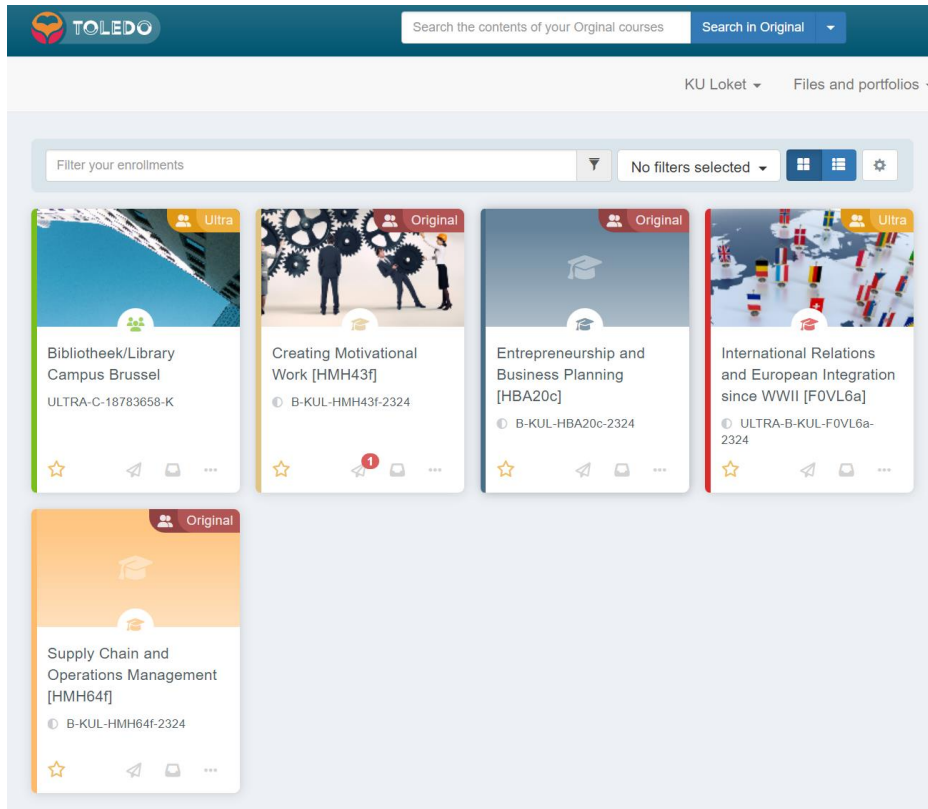 TOLEDO
Search the contents of your Orginal courses
Search in Original
KU Loket
Files and portfolios
Filter your enrollments
No filters selected
Ultra
Bibliotheek/Library
Campus Brussel
ULTRA-C-18783658-K
Original
Creating Motivational
Work [HMH43f]
B-KUL-HMH43f-2324
1
Original
Entrepreneurship and
Business Planning
[HBA20c]
B-KUL-HBA20c-2324
Ultra
International Relations
and European Integration
since WWII [F0VL6a]
ULTRA-B-KUL-F0VL6a-
2324
Original
Supply Chain and
Operations Management
[HMH64f]
B-KUL-HMH64f-2324